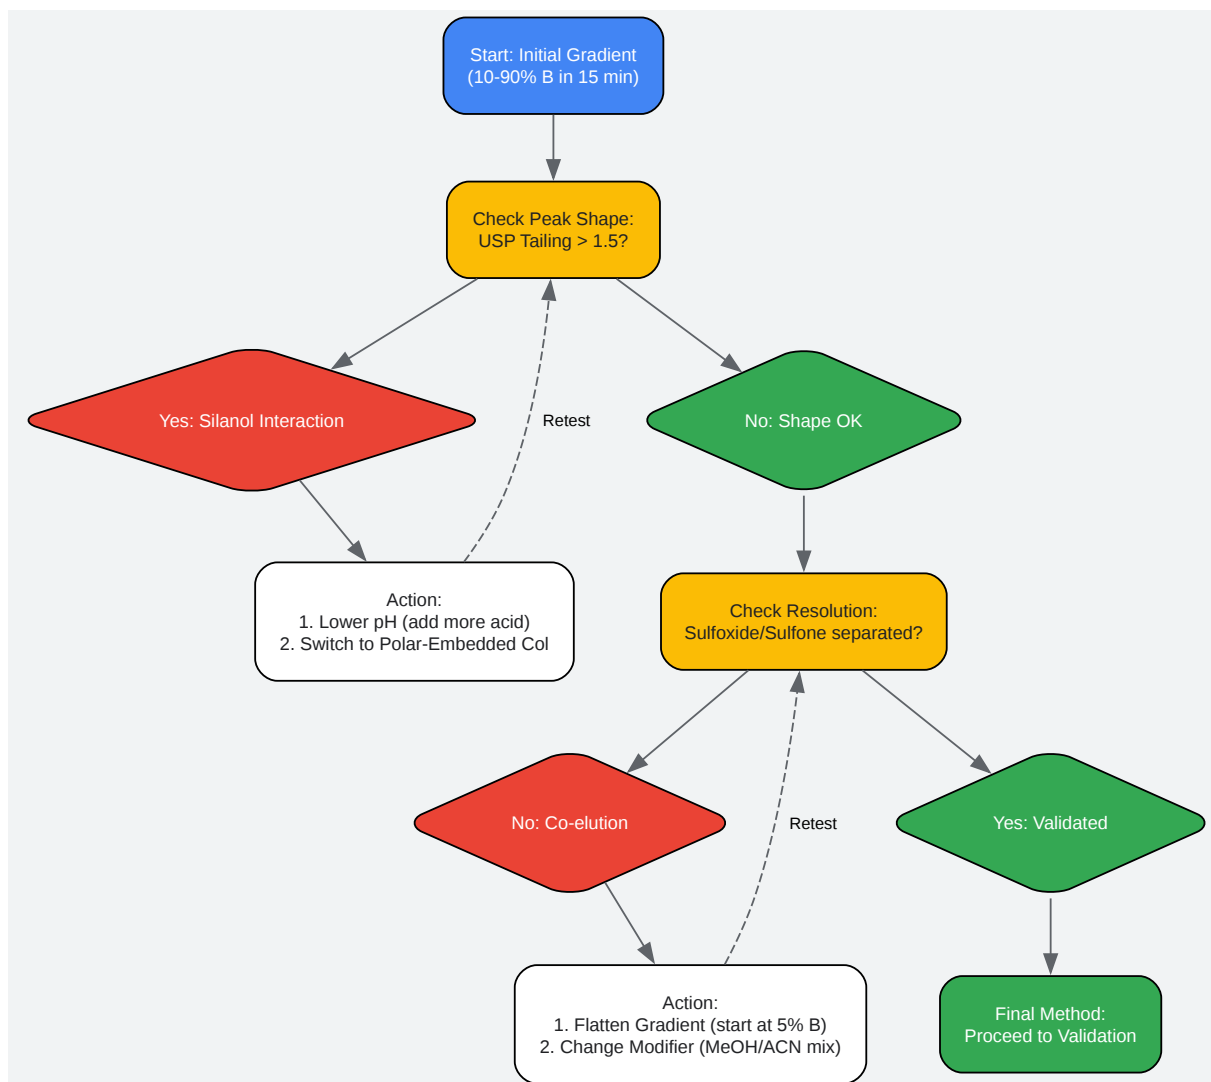 Start: Initial Gradient
(10-90% B in 15 min)
Check Peak Shape:
USP Tailing > 1.5?
Yes: Silanol Interaction
Retest
No: Shape OK
Action:
1. Lower pH (add more acid)
2. Switch to Polar-Embedded Col
Check Resolution:
Sulfoxide/Sulfone separated?
No: Co-elution
Retest
Yes: Validated
Action:
1. Flatten Gradient (start at 5% B)
2. Change Modifier (MeOH/ACN mix)
Final Method:
Proceed to Validation